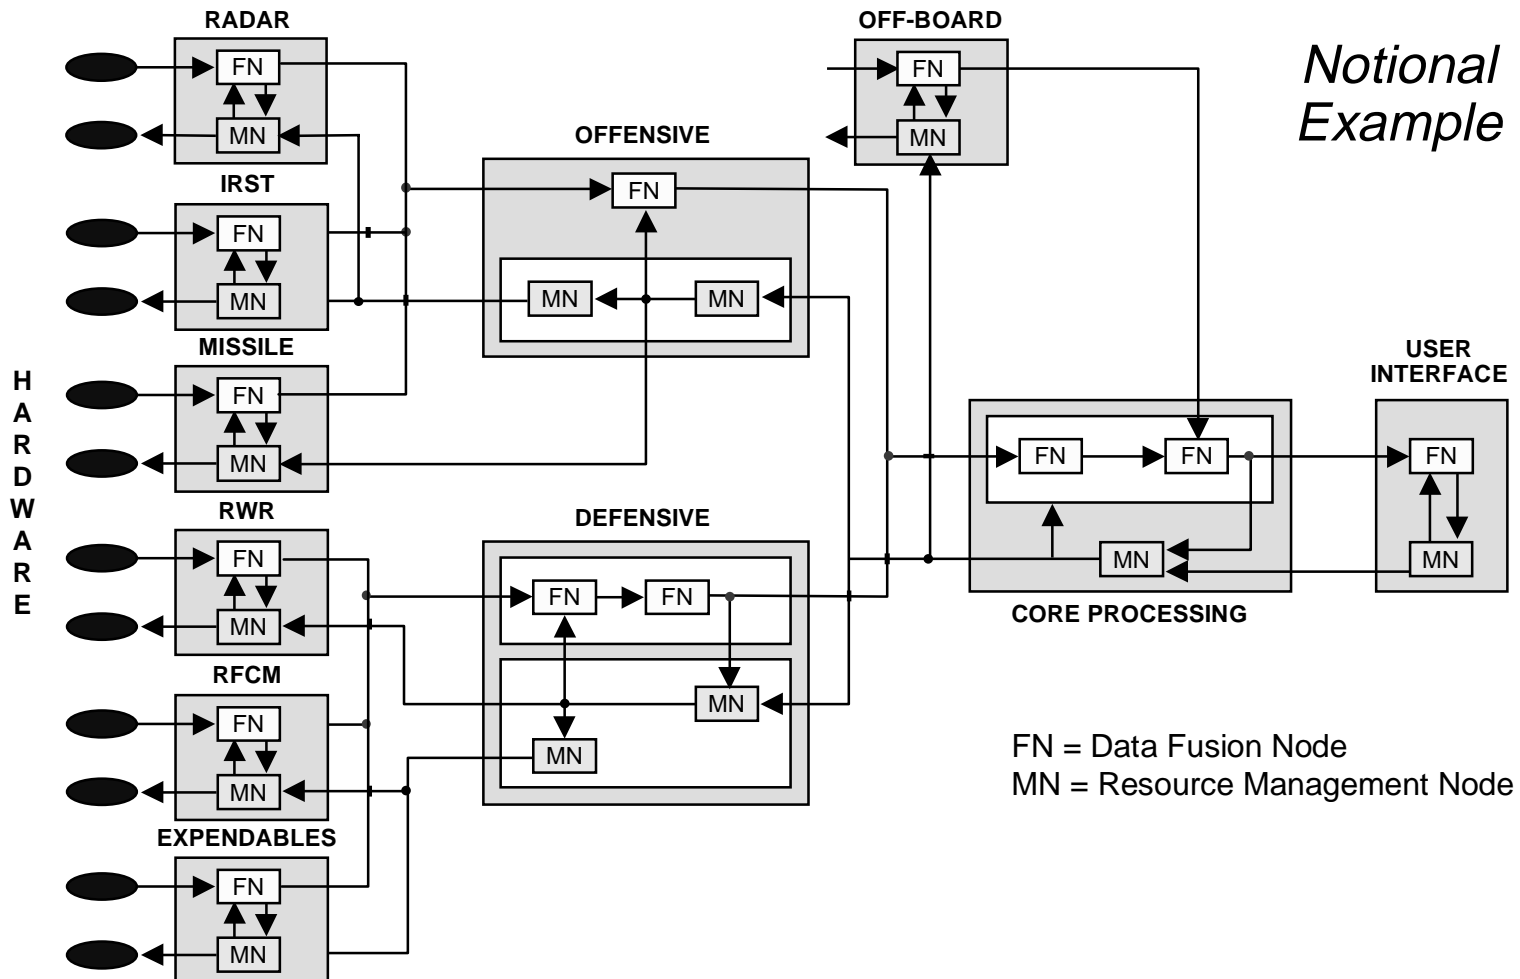 RADAR
FN
MN
IRST
FN
MN
MISSILE
FN
MN
RWR
FN
MN
RFCM
FN
MN
EXPENDABLES
FN
MN
H
A
R
D
W
A
R
E
OFFENSIVE
FN
MN
MN
DEFENSIVE
FN
FN
MN
MN
OFF-BOARD
FN
MN
Notional
Example
FN
FN
MN
CORE PROCESSING
USER
INTERFACE
FN
MN
FN = Data Fusion Node
MN = Resource Management Node